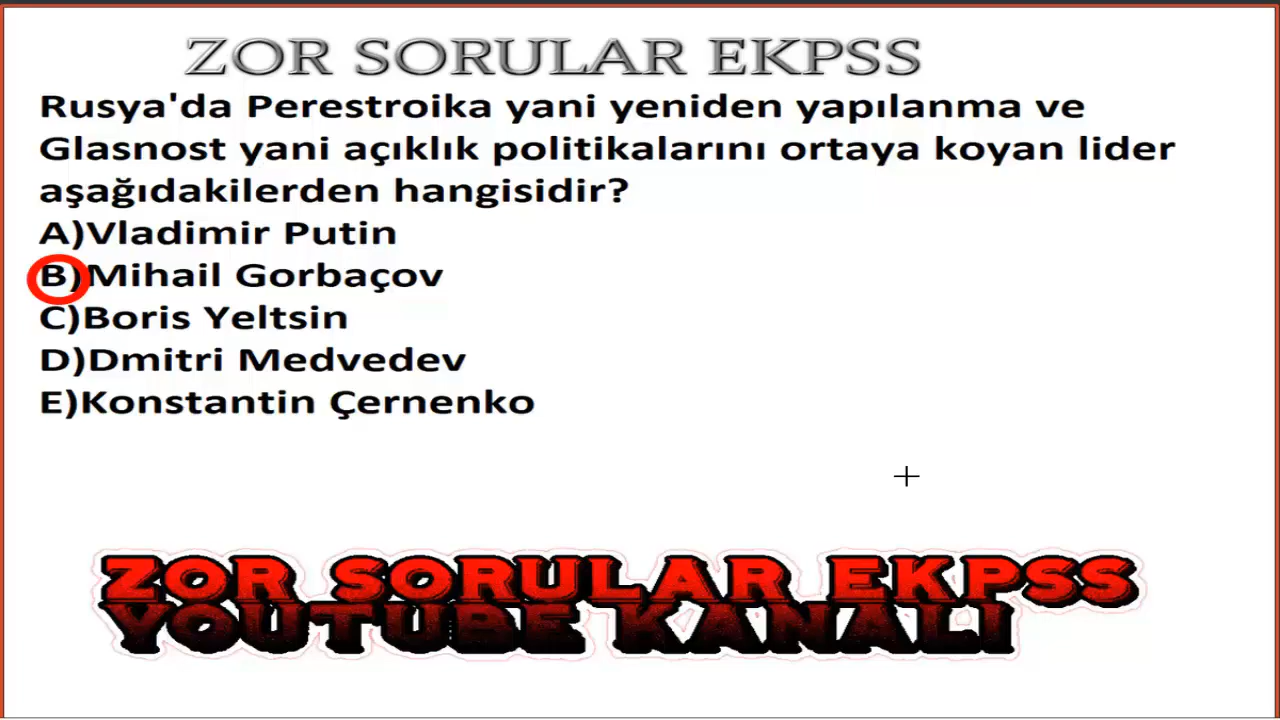 ZOR SORULAR EKPSS
Rusya'da Perestroika yani yeniden yapılanma ve
Glasnost yani açıklık politikalarını ortaya koyan lider
aşağıdakilerden hangisidir?
A)Vladimir Putin
B)Mihail Gorbaçov
C)Boris Yeltsin
D)Dmitri Medvedev
E)Konstantin Çernenko
ZOR SORULAR EKPSS
YOUTUBE KANALI